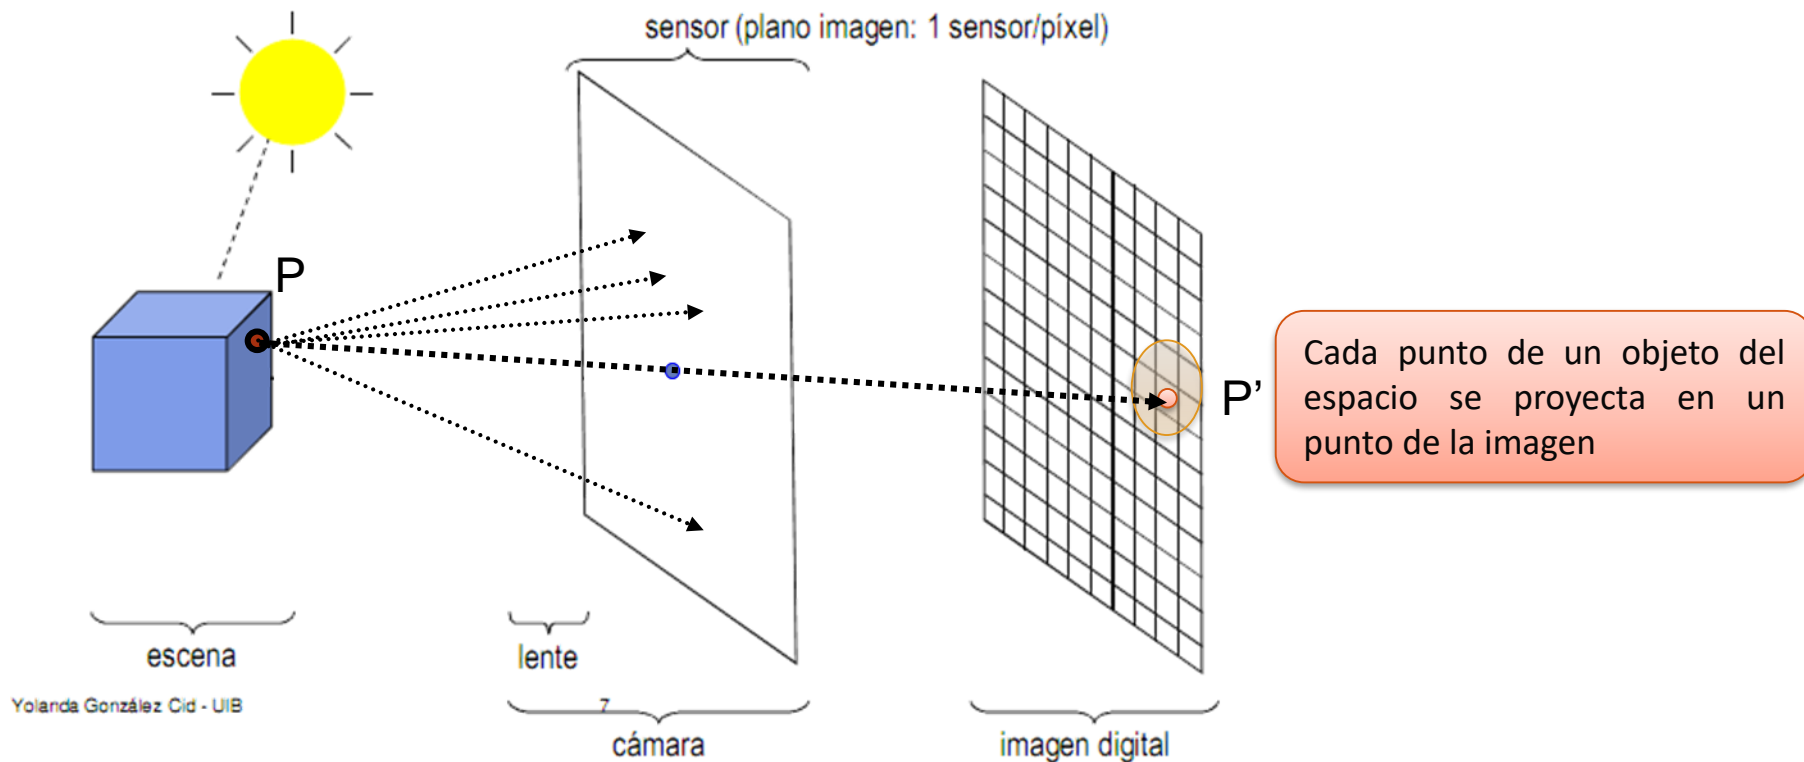 sensor (plano imagen: 1 sensor/píxel)
P
P’
Cada punto de un objeto del
espacio se proyecta en un
punto de la imagen
escena
lente
Yolanda González Cid - UIB
7
cámara
imagen digital